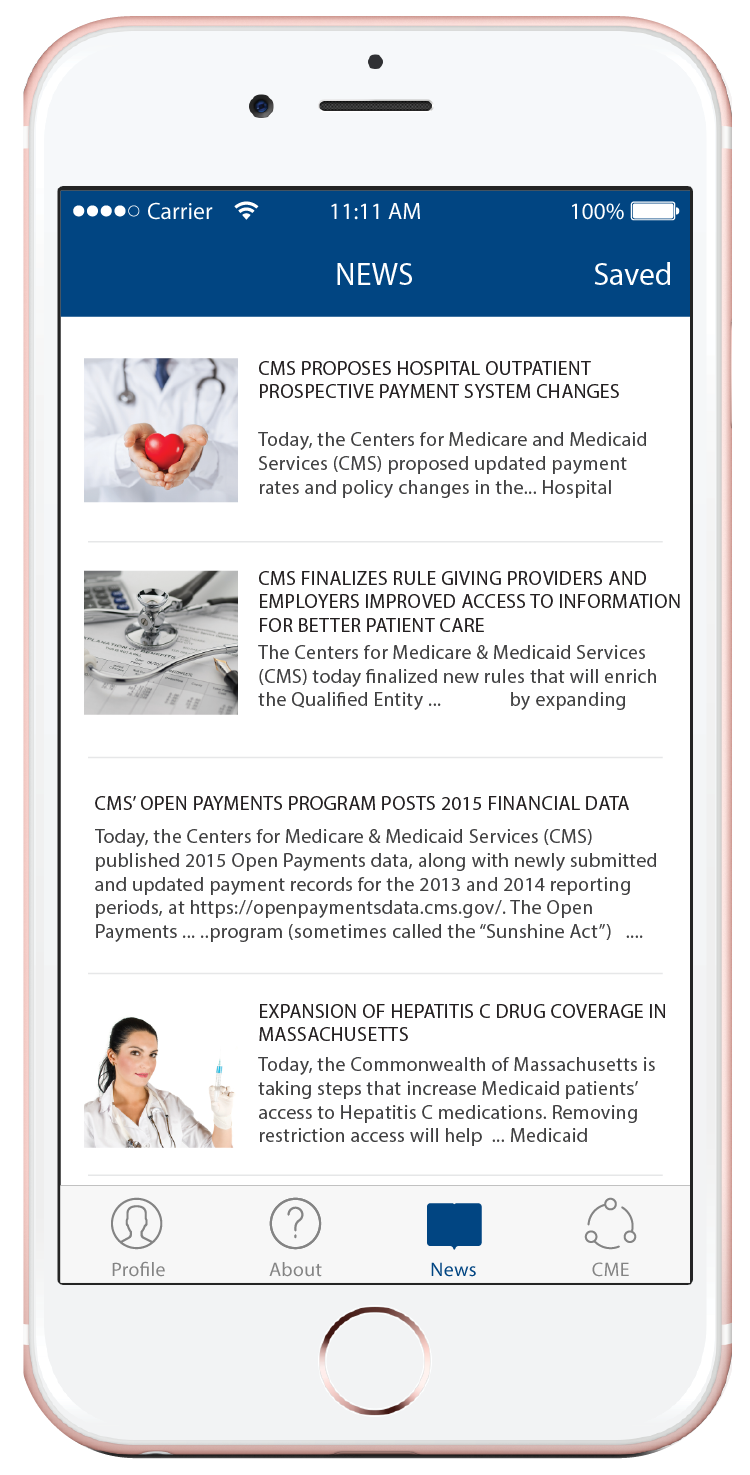 Carrier 11:11 AM 100%
NEWS Saved
CMS PROPOSES HOSPITAL OUTPATIENT
PROSPECTIVE PAYMENT SYSTEM CHANGES
Today, the Centers for Medicare and Medicaid
Services (CMS) proposed updated payment
rates and policy changes in the... Hospital
CMS FINALIZES RULE GIVING PROVIDERS AND
EMPLOYERS IMPROVED ACCESS TO INFORMATION
FOR BETTER PATIENT CARE
The Centers for Medicare & Medicaid Services
(CMS) today finalized new rules that will enrich
the Qualified Entity ... by expanding
CMS’ OPEN PAYMENTS PROGRAM POSTS 2015 FINANCIAL DATA
Today, the Centers for Medicare & Medicaid Services (CMS)
published 2015 Open Payments data, along with newly submitted
and updated payment records for the 2013 and 2014 reporting
periods, at https://openpaymentsdata.cms.gov/. The Open
Payments ... ..program (sometimes called the “Sunshine Act”) ....
EXPANSION OF HEPATITIS C DRUG COVERAGE IN
MASSACHUSETTS
Today, the Commonwealth of Massachusetts is
taking steps that increase Medicaid patients’
access to Hepatitis C medications. Removing
restriction access will help ... Medicaid
Profile About News CME